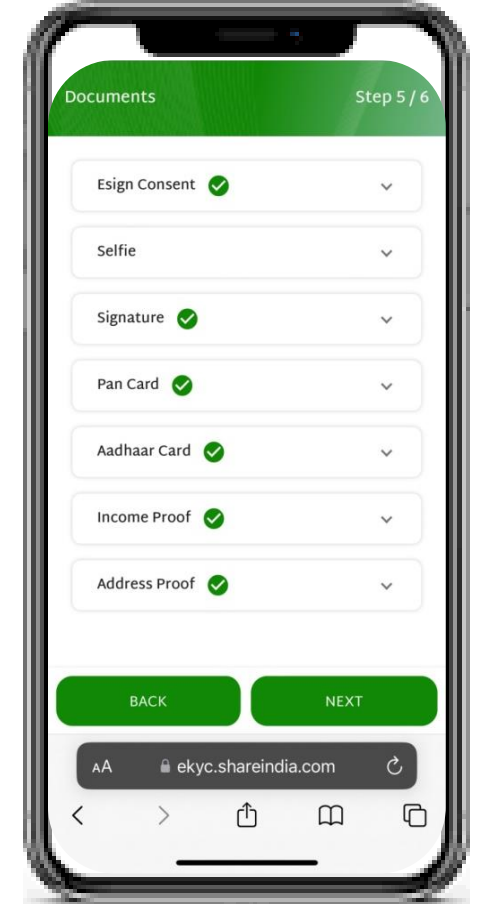 Documents Step 5 / 6
Esign Consent
Selfie
Signature
Pan Card
Aadhaar Card
Income Proof
Address Proof
BACK NEXT
AA ekyc.shareindia.com